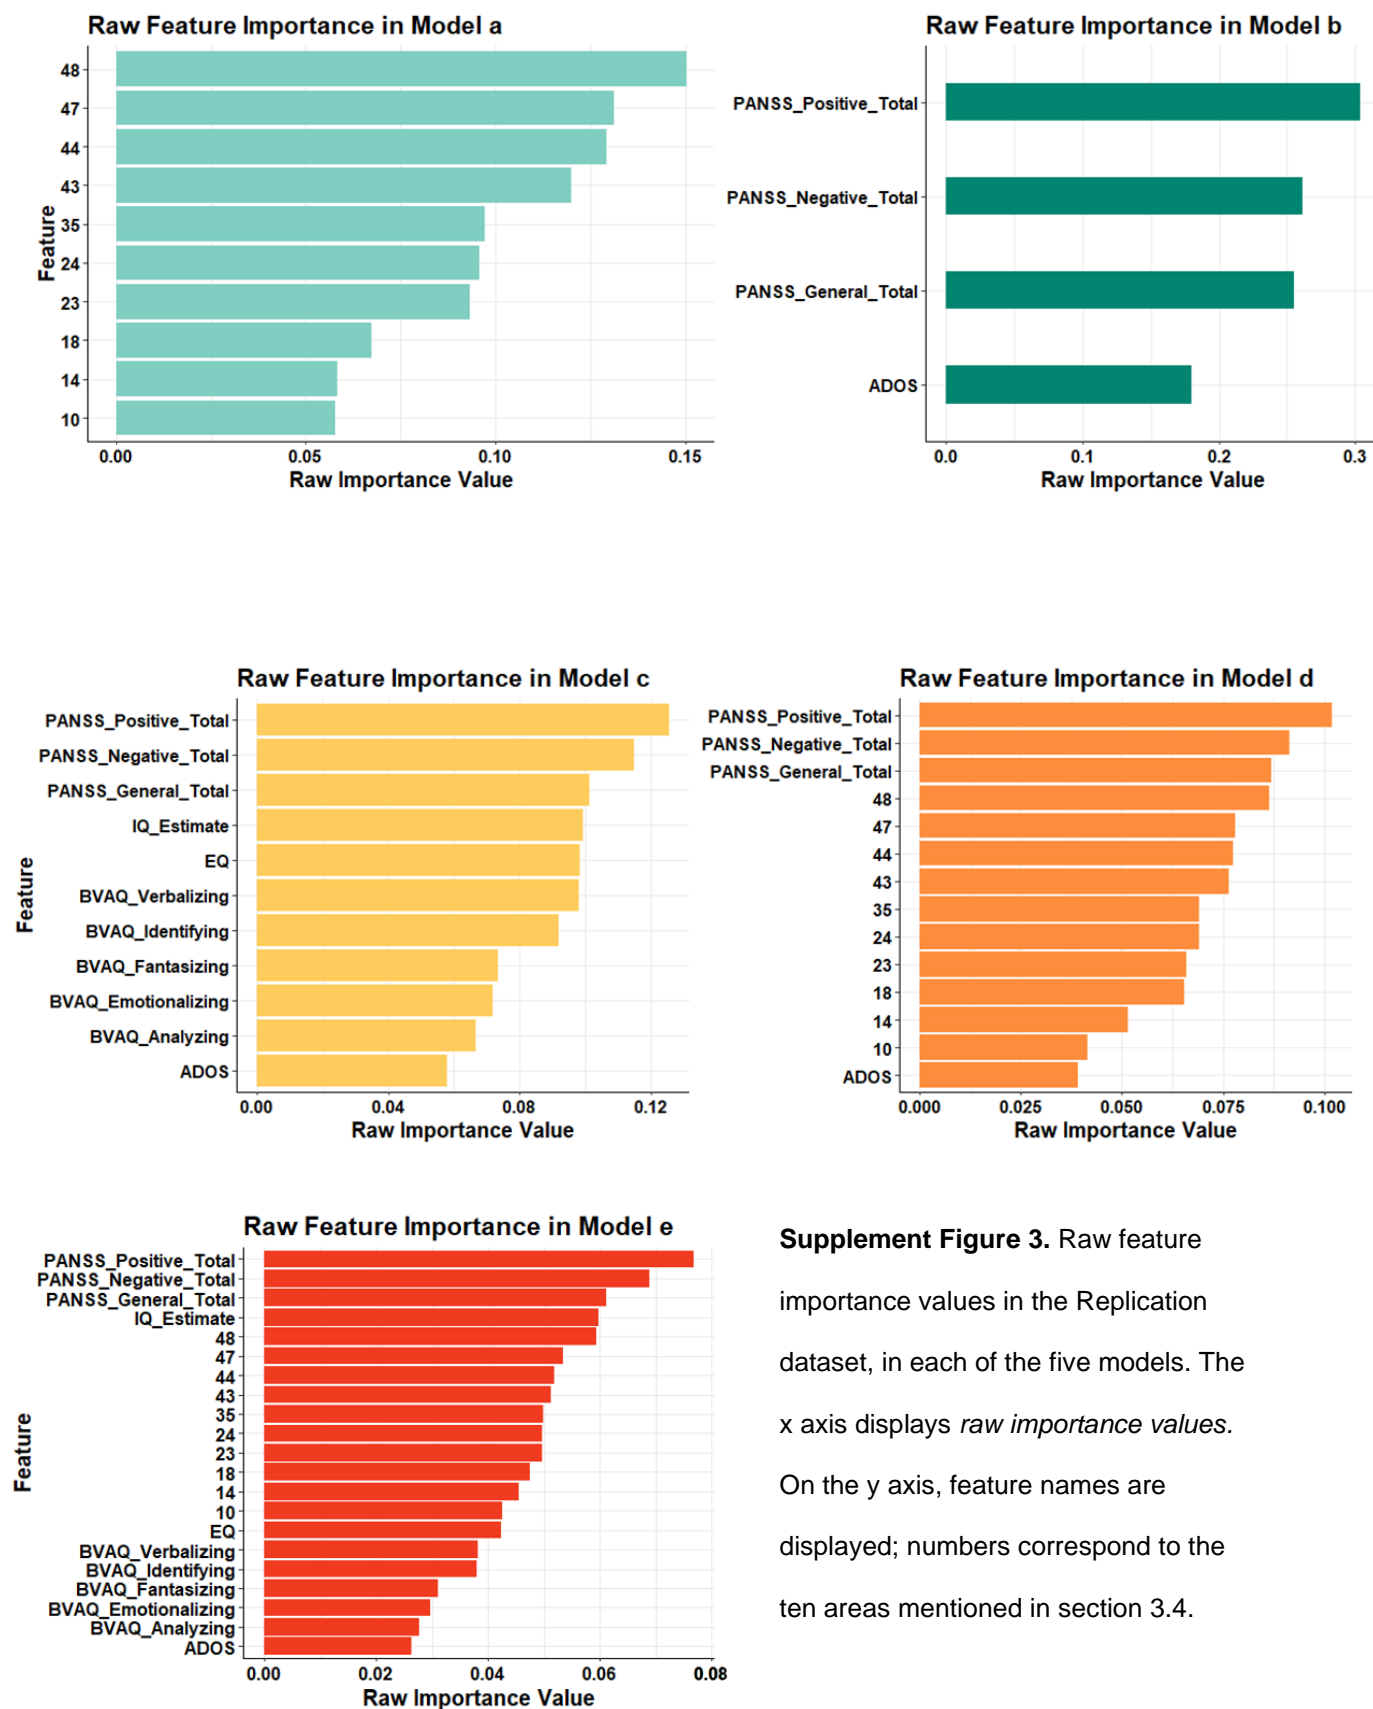 Raw Feature Importance in Model a
Feature
48
47
44
43
35
24
23
18
14
10
0.00 0.05 0.10 0.15
Raw Importance Value
Raw Feature Importance in Model b
PANSS_Positive_Total
PANSS_Negative_Total
PANSS_General_Total
ADOS
0.0 0.1 0.2 0.3
Raw Importance Value
Raw Feature Importance in Model c
Feature
PANSS_Positive_Total
PANSS_Negative_Total
PANSS_General_Total
IQ_Estimate
EQ
BVAQ_Verbalizing
BVAQ_Identifying
BVAQ_Fantasizing
BVAQ_Emotionalizing
BVAQ_Analyzing
ADOS
0.00 0.04 0.08 0.12
Raw Importance Value
Raw Feature Importance in Model d
PANSS_Positive_Total
PANSS_Negative_Total
PANSS_General_Total
48
47
44
43
35
24
23
18
14
10
ADOS
0.000 0.025 0.050 0.075 0.100
Raw Importance Value
Raw Feature Importance in Model e
Feature
PANSS_Positive_Total
PANSS_Negative_Total
PANSS_General_Total
IQ_Estimate
48
47
44
43
35
24
23
18
14
10
EQ
BVAQ_Verbalizing
BVAQ_Identifying
BVAQ_Fantasizing
BVAQ_Emotionalizing
BVAQ_Analyzing
ADOS
0.00 0.02 0.04 0.06 0.08
Raw Importance Value
Supplement Figure 3. Raw feature
importance values in the Replication
dataset, in each of the five models. The
x axis displays raw importance values.
On the y axis, feature names are
displayed; numbers correspond to the
ten areas mentioned in section 3.4.